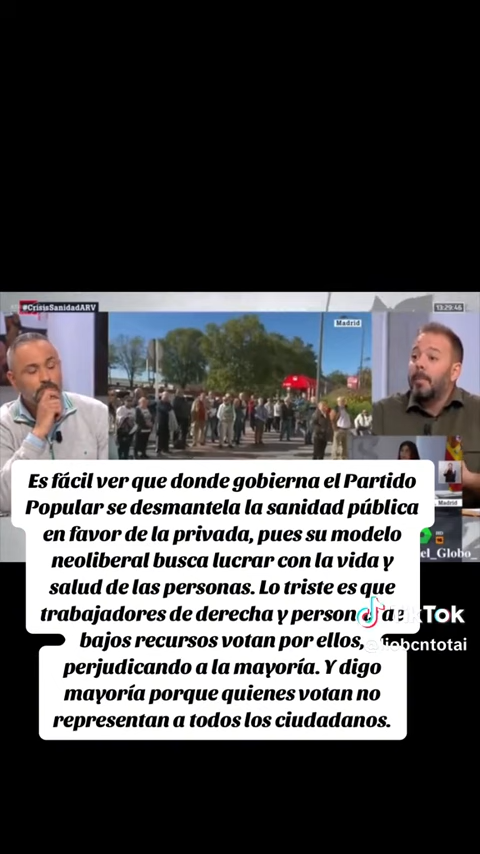 #CrisisSanidadARV
13:29:46
Madrid
Madrid
el_Globo_
Es fácil ver que donde gobierna el Partido
Popular se desmantela la sanidad pública
en favor de la privada, pues su modelo
neoliberal busca lucrar con la vida y
salud de las personas. Lo triste es que
trabajadores de derecha y personas de
bajos recursos votan por ellos,
perjudicando a la mayoría. Y digo
mayoría porque quienes votan no
representan a todos los ciudadanos.
TikTok